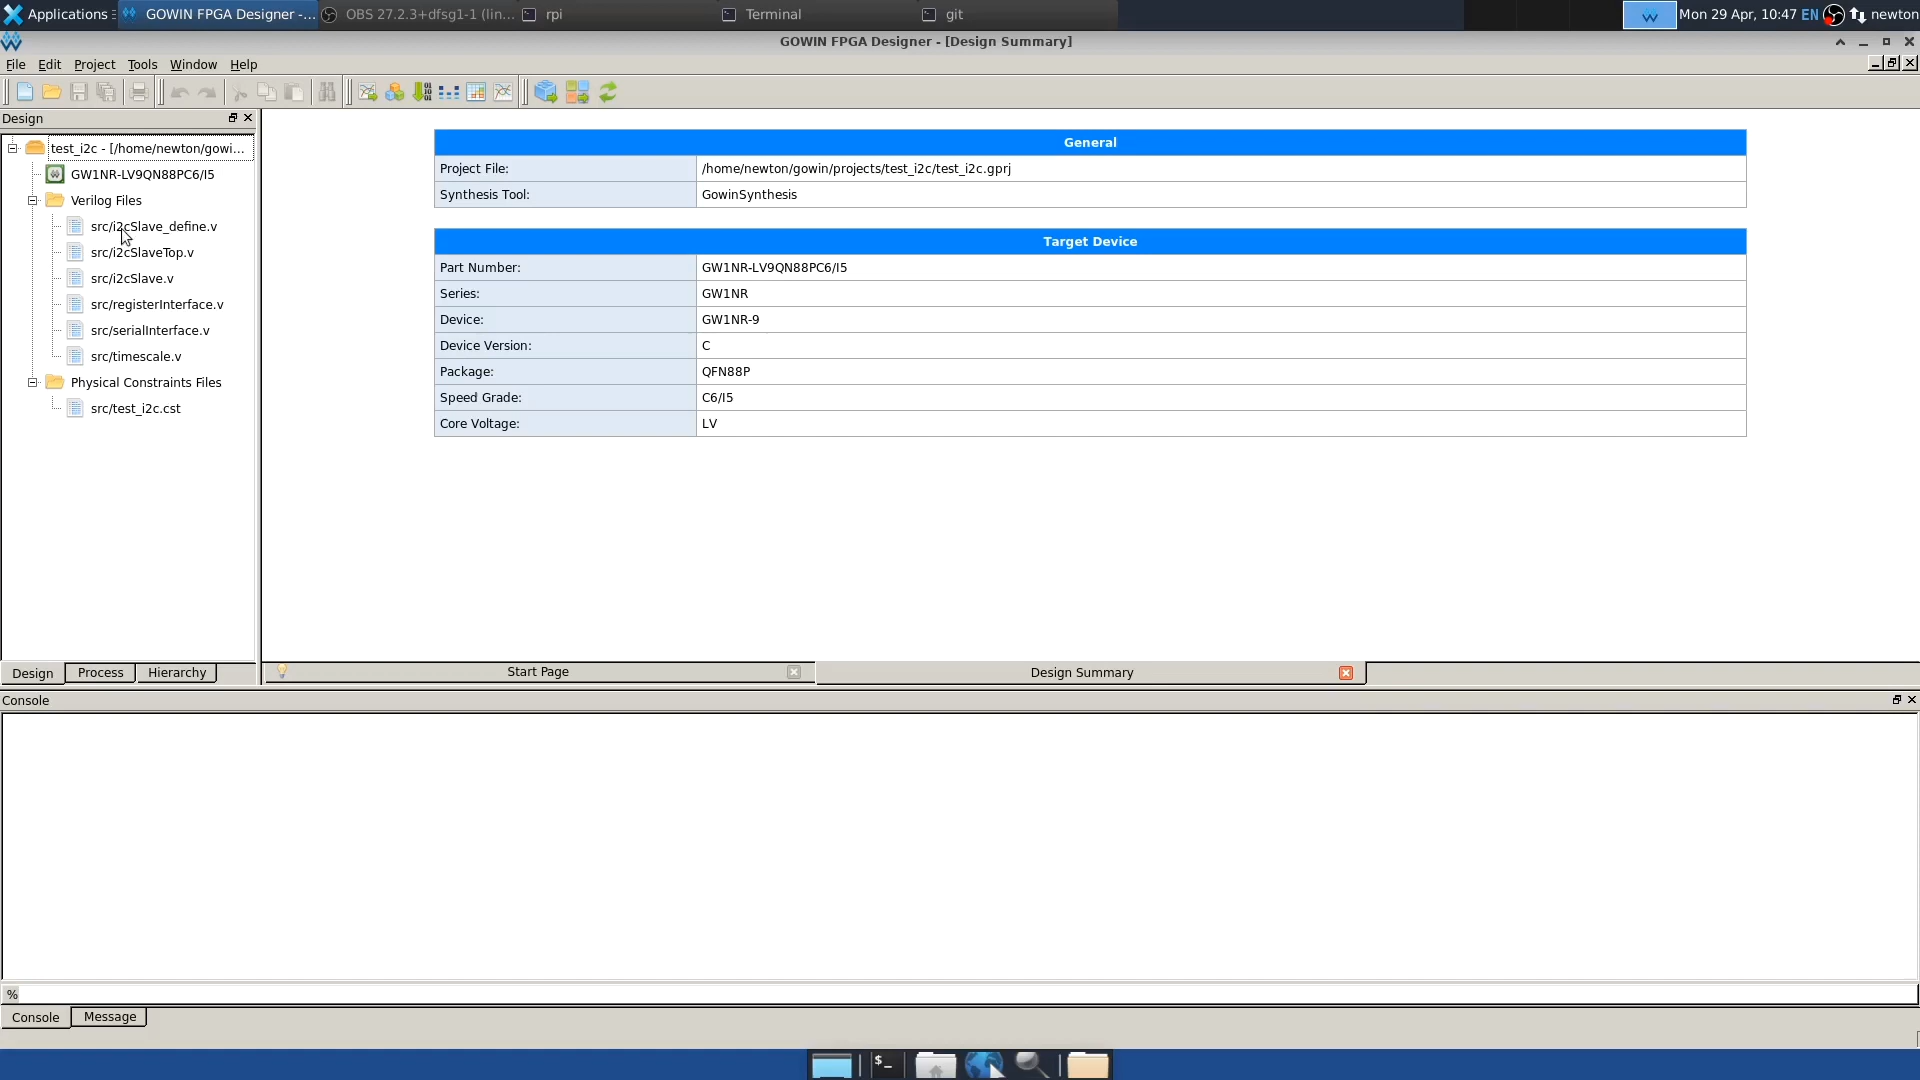 Applications
GOWIN FPGA Designer -...
OBS 27.2.3+dfsg1-1 (lin...
rpi
Terminal
git
Mon 29 Apr, 10:47 EN
newton
GOWIN FPGA Designer - [Design Summary]
File Edit Project Tools Window Help
Design
test_i2c - [/home/newton/gowi...
GW1NR-LV9QN88PC6/I5
Verilog Files
src/i2cSlave_define.v
src/i2cSlaveTop.v
src/i2cSlave.v
src/registerInterface.v
src/serialInterface.v
src/timescale.v
Physical Constraints Files
src/test_i2c.cst
Design Process Hierarchy
General
Project File: /home/newton/gowin/projects/test_i2c/test_i2c.gprj
Synthesis Tool: GowinSynthesis
Target Device
Part Number: GW1NR-LV9QN88PC6/I5
Series: GW1NR
Device: GW1NR-9
Device Version: C
Package: QFN88P
Speed Grade: C6/I5
Core Voltage: LV
Start Page
Design Summary
Console
%
Console Message
$_